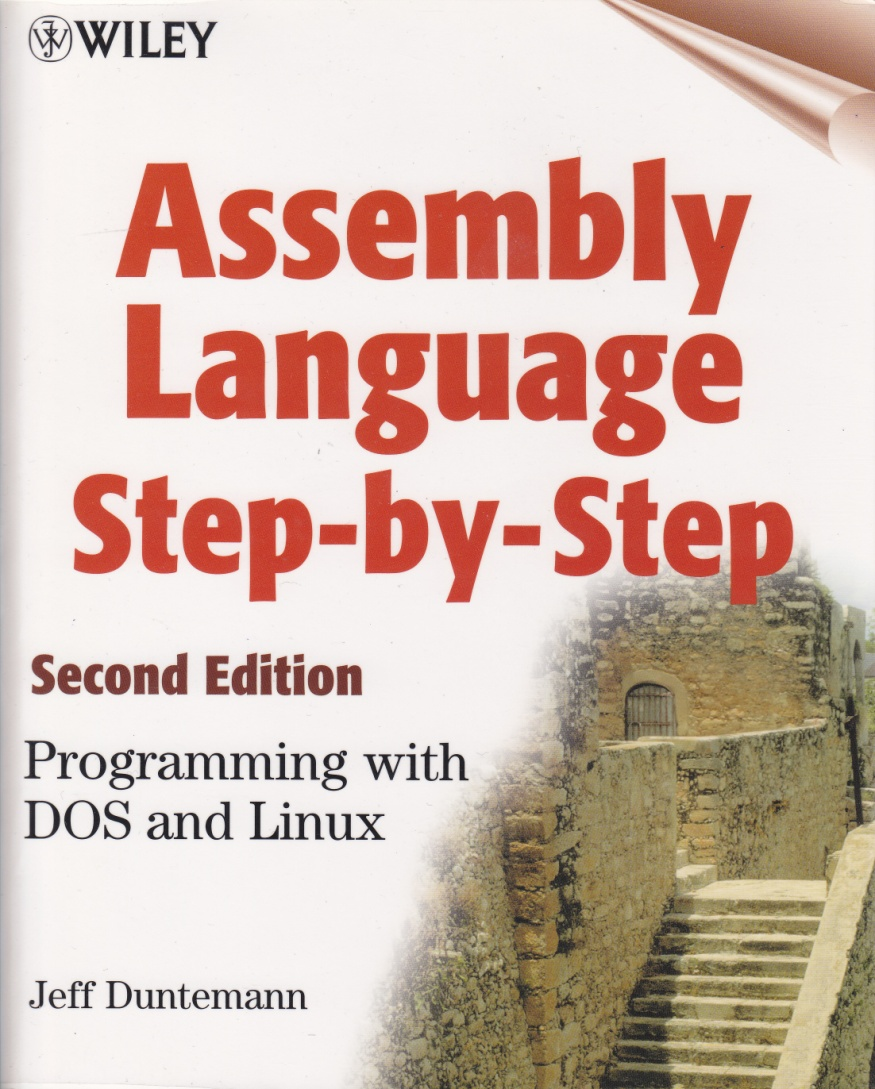 WILEY
Assembly
Language
Step-by-Step
Second Edition
Programming with
DOS and Linux
Jeff Duntemann